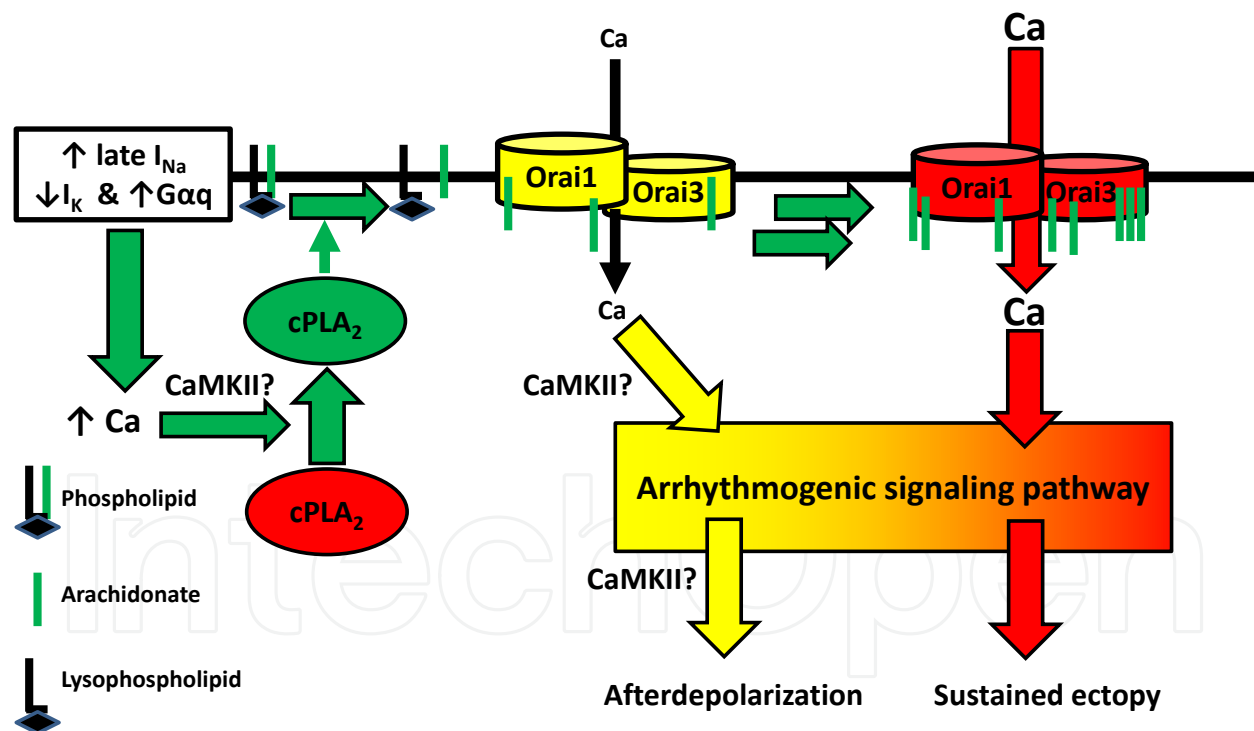 Ca
Ca
↑ late I_Na
↓I_K & ↑Gαq
Orai1
Orai3
Orai1
Orai3
cPLA₂
Ca
Ca
CaMKII?
CaMKII?
↑ Ca
Phospholipid
cPLA₂
Arrhythmogenic signaling pathway
CaMKII?
Arachidonate
Lysophospholipid
Afterdepolarization
Sustained ectopy
IntechOpen